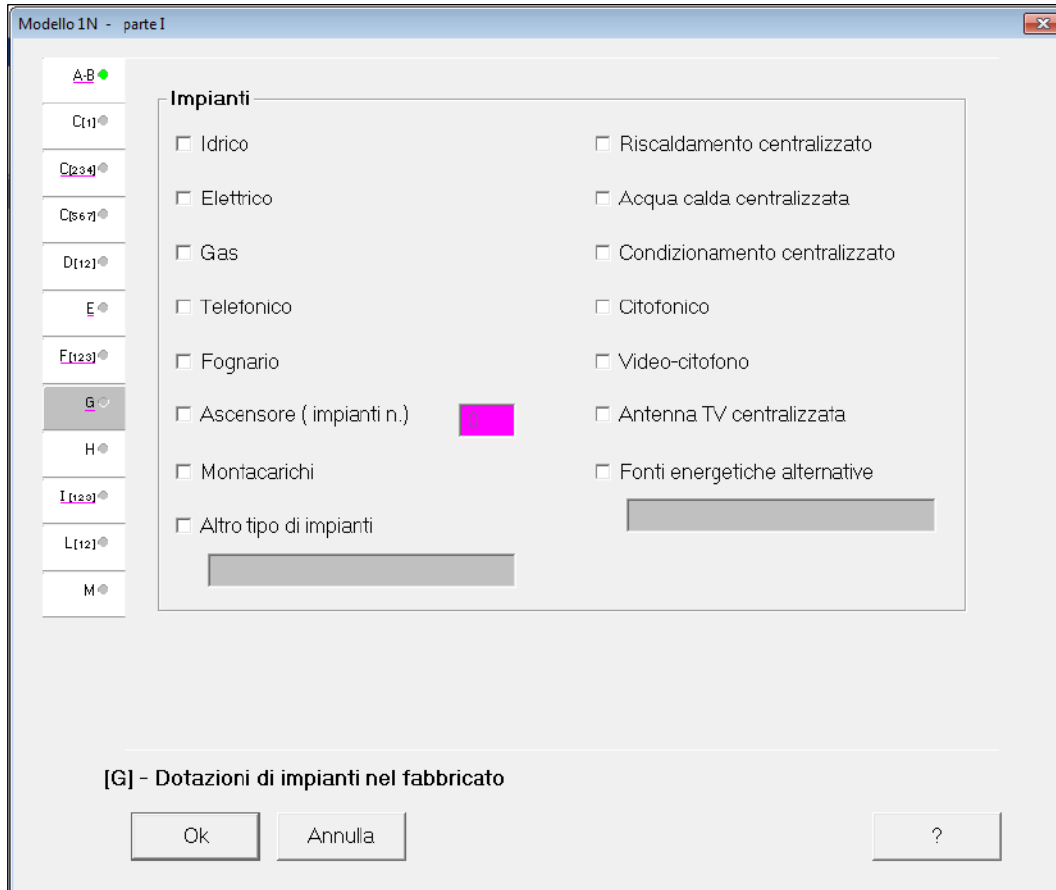 Modello 1N - parte I
A-B
C[1]
C[234]
C[567]
D[12]
E
F[123]
G
H
I[123]
L[12]
M
Impianti
Idrico
Elettrico
Gas
Telefonico
Fognario
Ascensore ( impianti n.) 0
Montacarichi
Altro tipo di impianti
Riscaldamento centralizzato
Acqua calda centralizzata
Condizionamento centralizzato
Citofonico
Video-citofono
Antenna TV centralizzata
Fonti energetiche alternative
[G] - Dotazioni di impianti nel fabbricato
Ok
Annulla
?